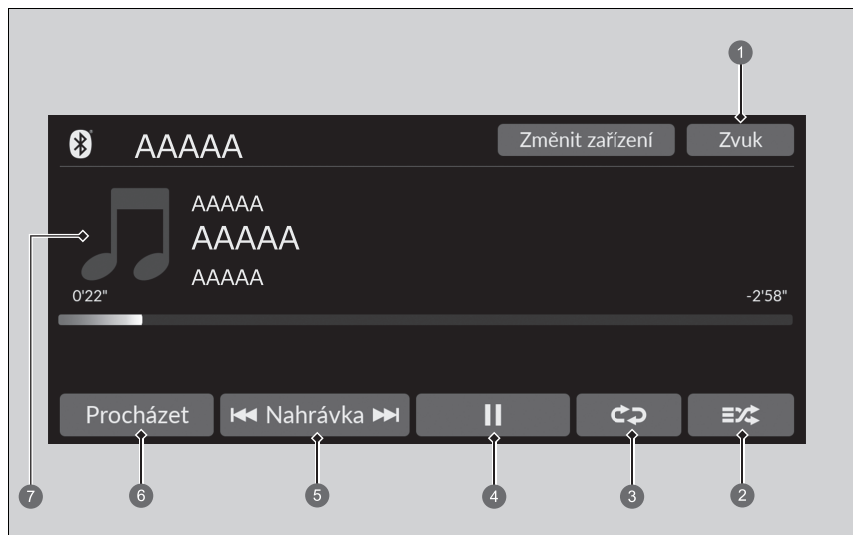 1
AAAAA Změnit zařízení Zvuk
AAAAA
AAAAA
AAAAA
7
0'22" -2'58"
Procházet Nahrávka
6 5 4 3 2